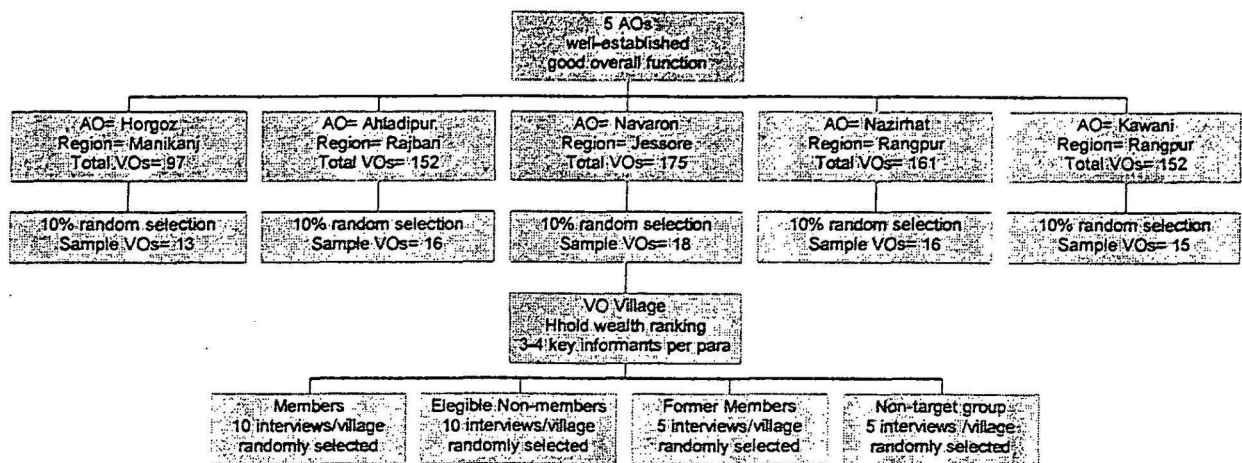 5 AOs
well-established
good overall function
AO= Horgoz
Region= Manikanj
Total VOs= 97
AO= Ahladipur
Region= Rajbari
Total VOs= 152
AO= Navaron
Region= Jessore
Total VOs= 175
AO= Nazirhat
Region= Rangpur
Total VOs= 161
AO= Kawani
Region= Rangpur
Total VOs= 152
10% random selection
Sample VOs= 13
10% random selection
Sample VOs= 16
10% random selection
Sample VOs= 18
10% random selection
Sample VOs= 16
10% random selection
Sample VOs= 15
VO Village
Hhold wealth ranking
3-4 key informants per para
Members
10 interviews/village
randomly selected
Elegible Non-members
10 interviews/village
randomly selected
Former Members
5 interviews/village
randomly selected
Non-target group
5 interviews /village
randomly selected